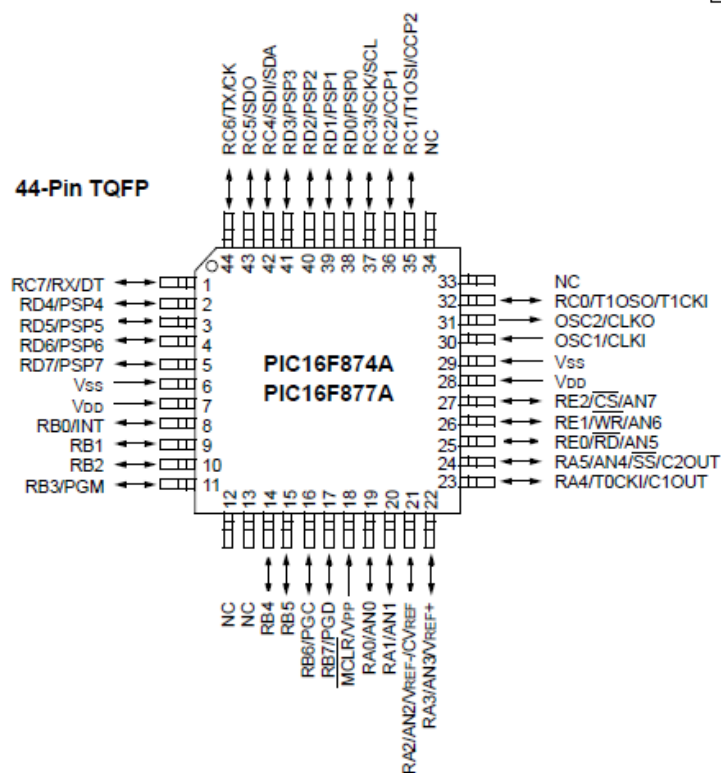 RC6/TX/CK
RC5/SDO
RC4/SDI/SDA
RD3/PSP3
RD2/PSP2
RD1/PSP1
RD0/PSP0
RC3/SCK/SCL
RC2/CCP1
RC1/T1OSI/CCP2
NC
44-Pin TQFP
44
43
42
41
40
39
38
37
36
35
34
RC7/RX/DT 1
RD4/PSP4 2
RD5/PSP5 3
RD6/PSP6 4
RD7/PSP7 5
VSS 6
VDD 7
RB0/INT 8
RB1 9
RB2 10
RB3/PGM 11
PIC16F874A
PIC16F877A
33 NC
32 RC0/T1OSO/T1CKI
31 OSC2/CLKO
30 OSC1/CLKI
29 VSS
28 VDD
27 RE2/CS/AN7
26 RE1/WR/AN6
25 RE0/RD/AN5
24 RA5/AN4/SS/C2OUT
23 RA4/T0CKI/C1OUT
12
13
14
15
16
17
18
19
20
21
22
NC
NC
RB4
RB5
RB6/PGC
RB7/PGD
MCLR/VPP
RA0/AN0
RA1/AN1
RA2/AN2/VREF-/CVREF
RA3/AN3/VREF+